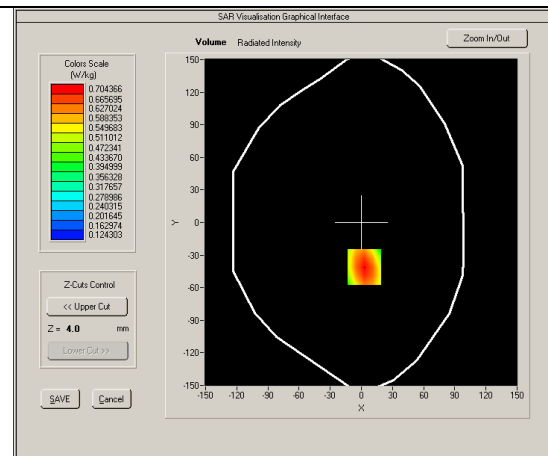 SAR Visualisation Graphical Interface
Volume Radiated Intensity
Zoom In/Out
Colors Scale
(W/kg)
0.704366
0.665695
0.627024
0.588353
0.549683
0.511012
0.472341
0.433670
0.394999
0.356328
0.317657
0.278986
0.240315
0.201645
0.162974
0.124303
Z-Cuts Control
<< Upper Cut
Z = 4.0 mm
Lower Cut >>
SAVE Cancel
150
120
90
60
30
0
-30
-60
-90
-120
-150
Y
-150 -120 -90 -60 -30 0 30 60 90 120 150
X